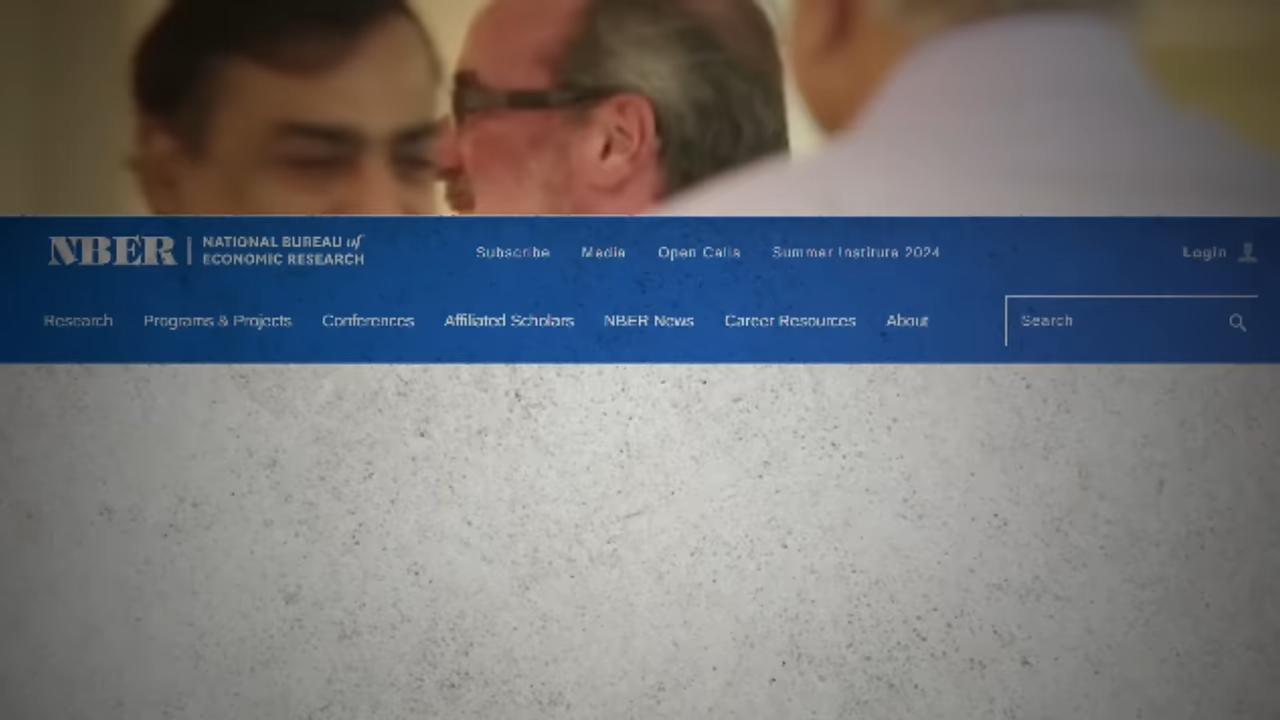 NBER
NATIONAL BUREAU of
ECONOMIC RESEARCH
Subscribe Media Open Calls Summer Institute 2024
Login
Research Programs & Projects Conferences Affiliated Scholars NBER News Career Resources About
Search